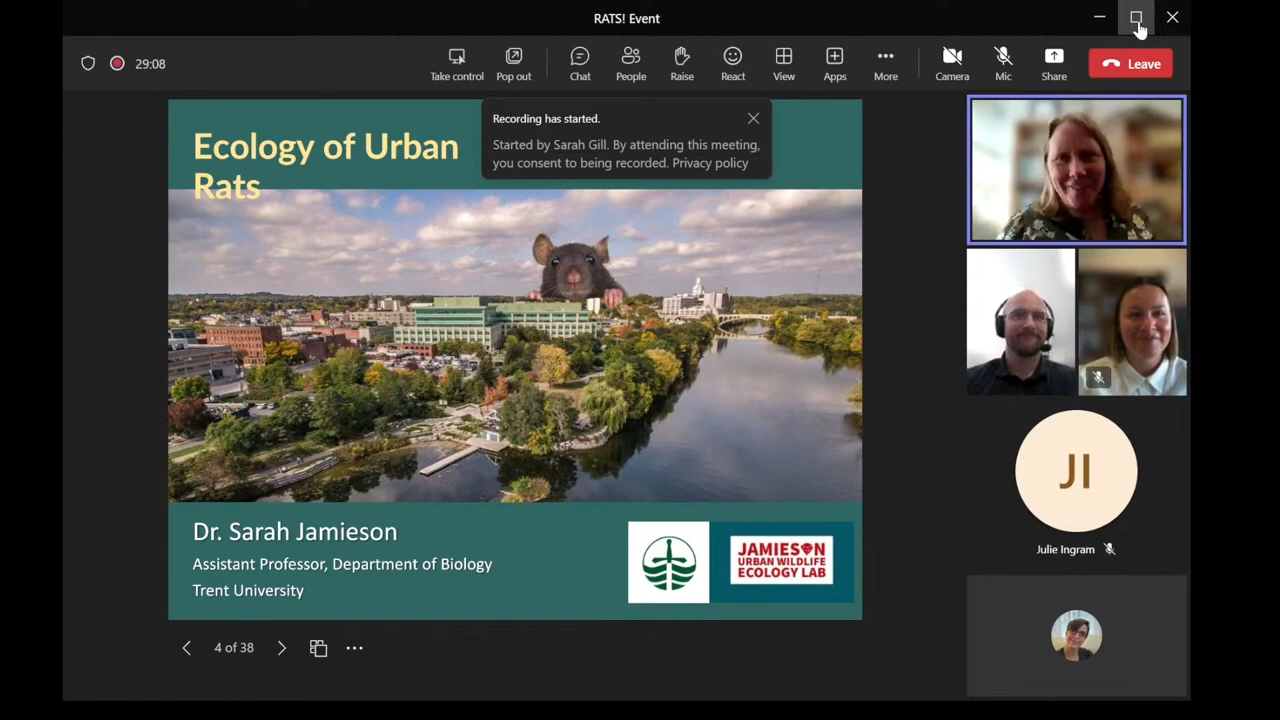 RATS! Event
29:08
Take control
Pop out
Chat
People
Raise
React
View
Apps
More
Camera
Mic
Share
Leave
Recording has started.
Started by Sarah Gill. By attending this meeting,
you consent to being recorded. Privacy policy
Ecology of Urban
Rats
Dr. Sarah Jamieson
Assistant Professor, Department of Biology
Trent University
JAMIESON
URBAN WILDLIFE
ECOLOGY LAB
4 of 38
JI
Julie Ingram